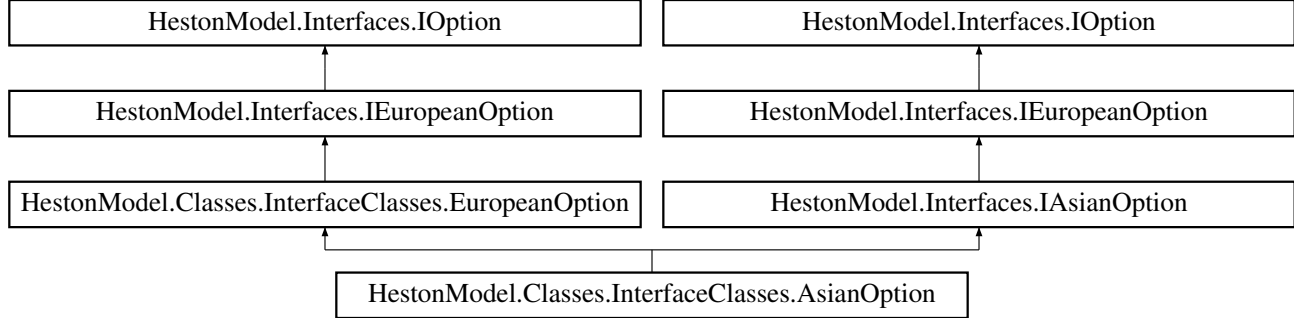 HestonModel.Interfaces.IOption
HestonModel.Interfaces.IOption
HestonModel.Interfaces.IEuropeanOption
HestonModel.Interfaces.IEuropeanOption
HestonModel.Classes.InterfaceClasses.EuropeanOption
HestonModel.Interfaces.IAsianOption
HestonModel.Classes.InterfaceClasses.AsianOption